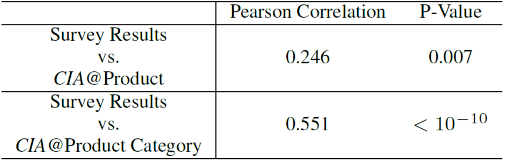 Pearson Correlation P-Value
Survey Results
vs.
CIA@Product
0.246 0.007
Survey Results
vs.
CIA@Product Category
0.551 < 10⁻¹⁰